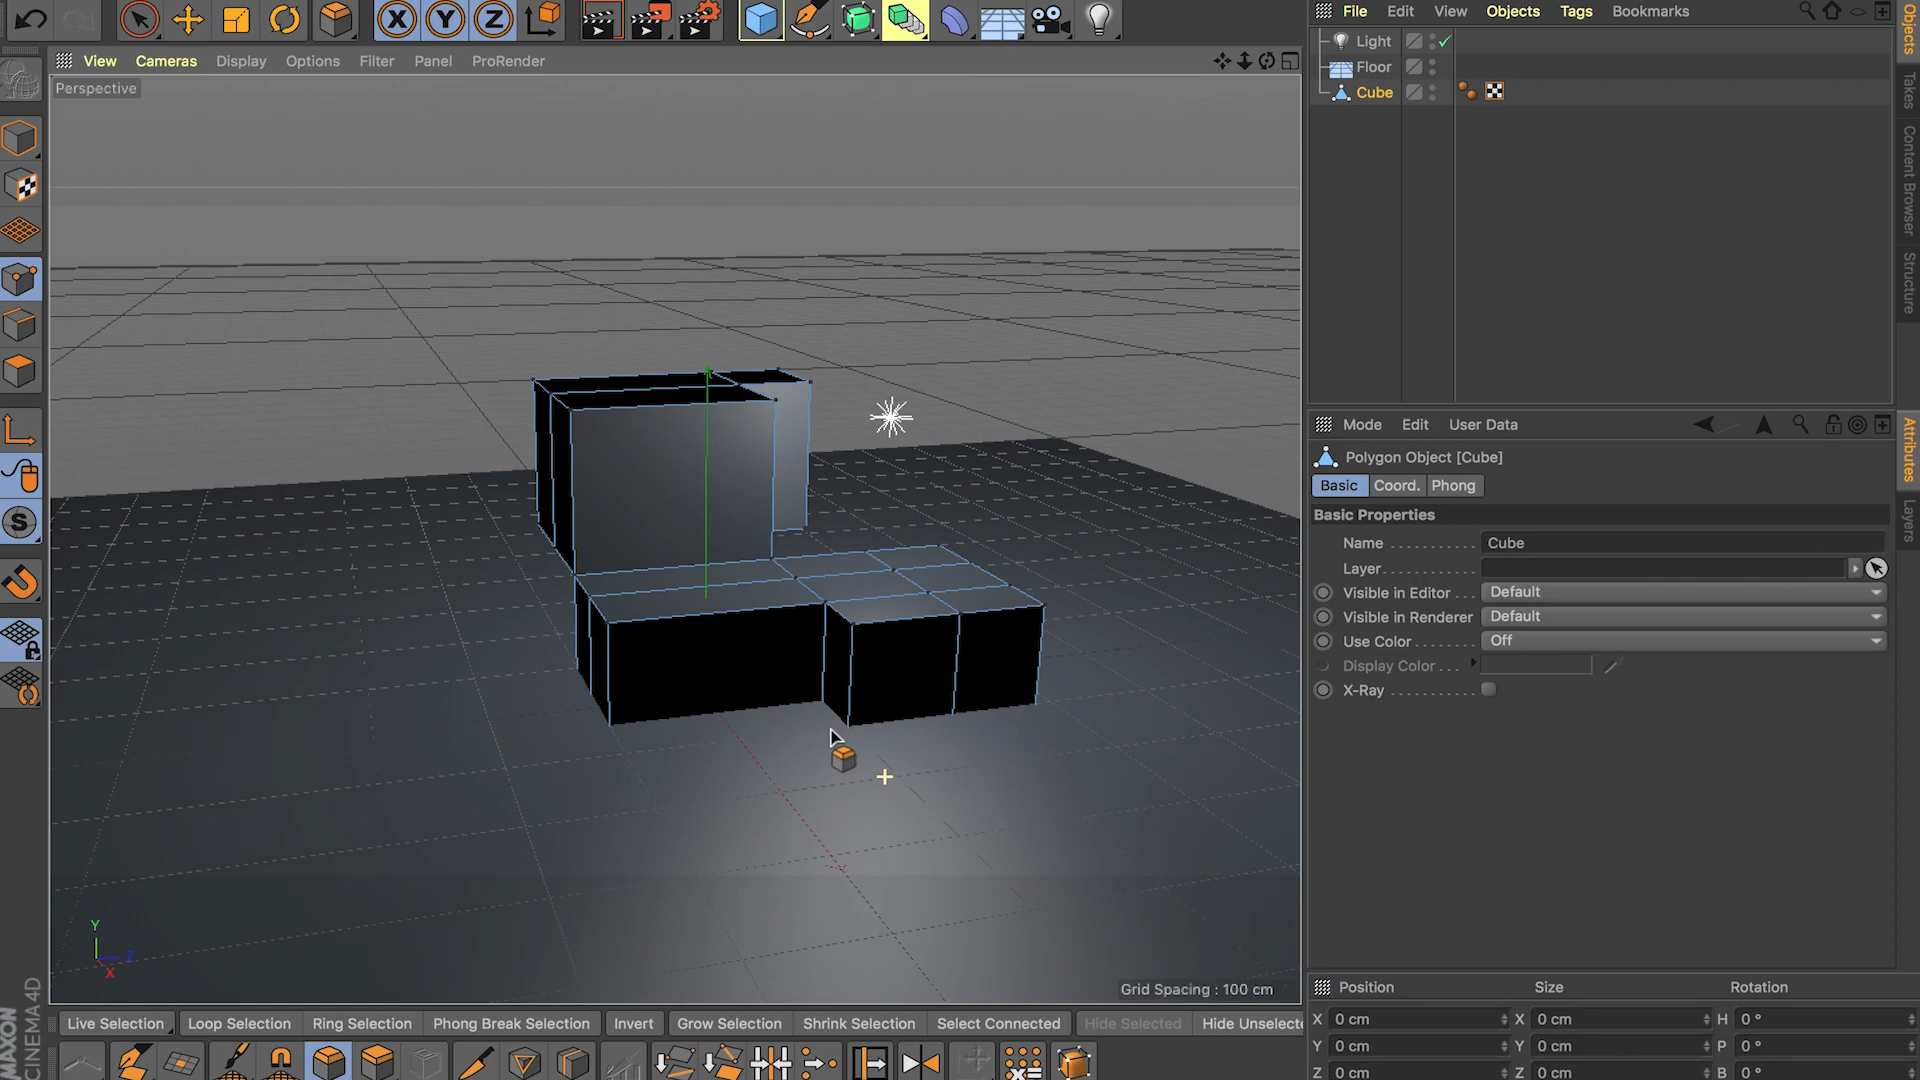 X Y Z
File Edit View Objects Tags Bookmarks
Light
Floor
Cube
Objects
Takes
Content Browser
Structure
View Cameras Display Options Filter Panel ProRender
Perspective
Mode Edit User Data
Polygon Object [Cube]
Basic Coord. Phong
Basic Properties
Name . . . . . . . . . . . Cube
Layer . . . . . . . . . . .
Visible in Editor . . . Default
Visible in Renderer Default
Use Color . . . . . . . Off
Display Color . . .
X-Ray . . . . . . . . . .
Attributes
Layers
S
Y
Z
X
Grid Spacing : 100 cm
Position Size Rotation
X 0 cm X 0 cm H 0 °
Y 0 cm Y 0 cm P 0 °
Z 0 cm Z 0 cm B 0 °
Live Selection Loop Selection Ring Selection Phong Break Selection Invert Grow Selection Shrink Selection Select Connected Hide Selected Hide Unselecte
MAXON
CINEMA 4D